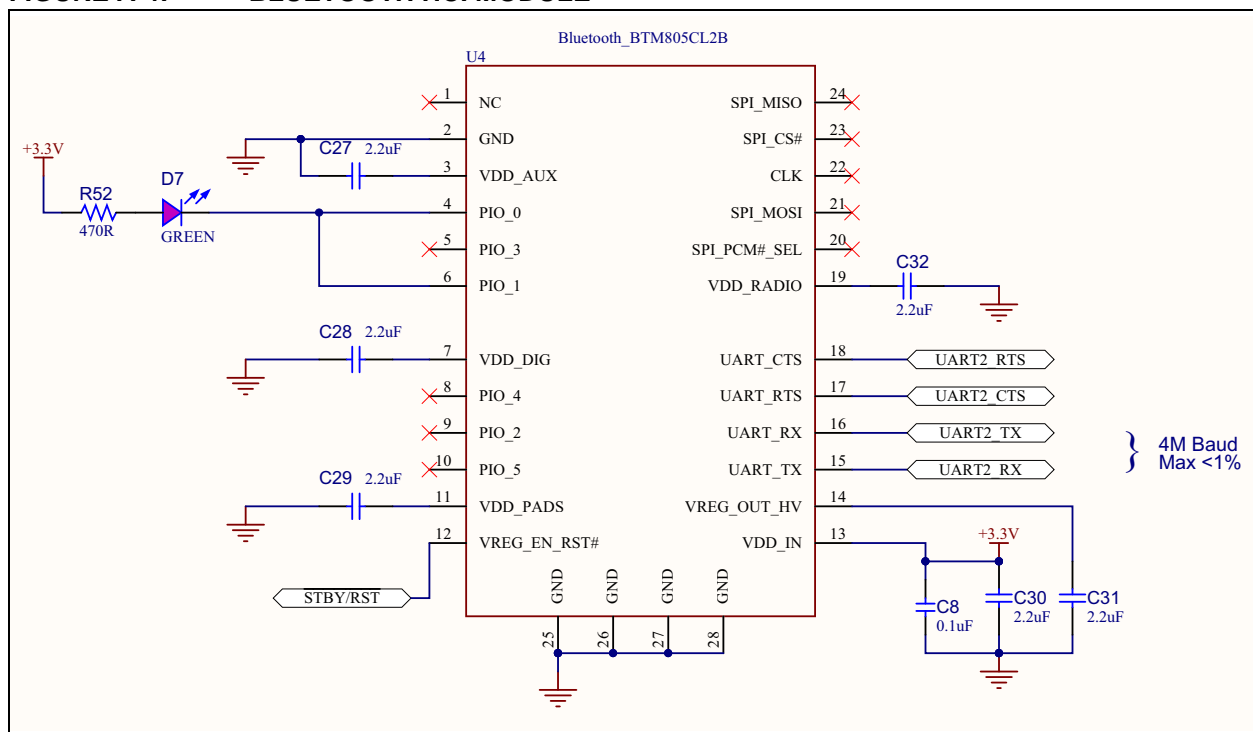 Bluetooth_BTM805CL2B
U4
1 NC
2 GND
3 VDD_AUX
4 PIO_0
5 PIO_3
6 PIO_1
7 VDD_DIG
8 PIO_4
9 PIO_2
10 PIO_5
11 VDD_PADS
12 VREG_EN_RST#
SPI_MISO 24
SPI_CS# 23
CLK 22
SPI_MOSI 21
SPI_PCM#_SEL 20
VDD_RADIO 19
UART_CTS 18
UART_RTS 17
UART_RX 16
UART_TX 15
VREG_OUT_HV 14
VDD_IN 13
GND 25
GND 26
GND 27
GND 28
+3.3V
R52
470R
D7
GREEN
C27 2.2uF
C28 2.2uF
C29 2.2uF
STBY/RST
C32
2.2uF
UART2_RTS
UART2_CTS
UART2_TX
UART2_RX
} 4M Baud
Max <1%
+3.3V
C8
0.1uF
C30
2.2uF
C31
2.2uF